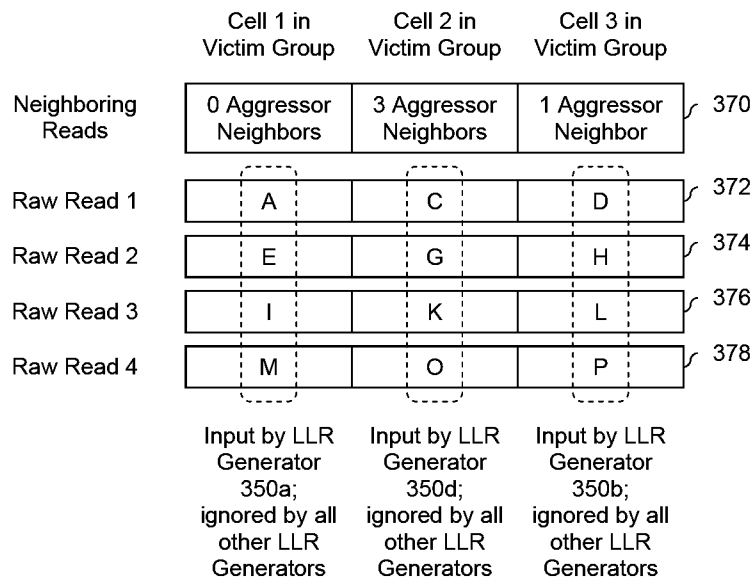 Cell 1 in Cell 2 in Cell 3 in
Victim Group Victim Group Victim Group
Neighboring Reads
0 Aggressor Neighbors
3 Aggressor Neighbors
1 Aggressor Neighbor
370
Raw Read 1 A C D 372
Raw Read 2 E G H 374
Raw Read 3 I K L 376
Raw Read 4 M O P 378
Input by LLR Input by LLR Input by LLR
Generator Generator Generator
350a; 350d; 350b;
ignored by all ignored by all ignored by all
other LLR other LLR other LLR
Generators Generators Generators